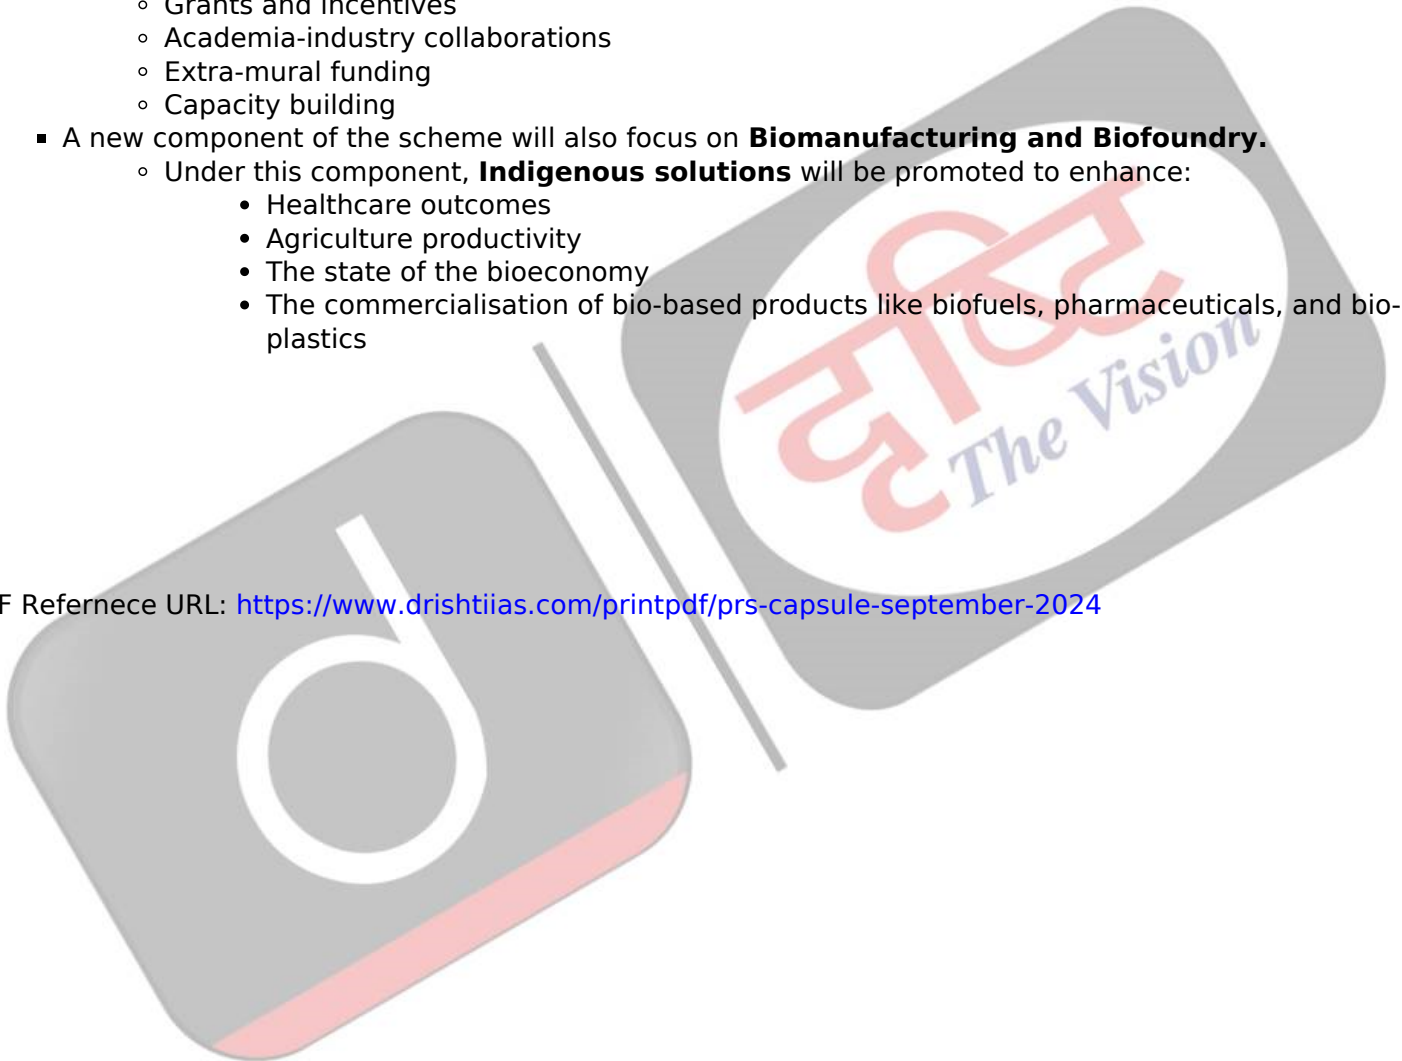 Grants and incentives
Academia-industry collaborations
Extra-mural funding
Capacity building
A new component of the scheme will also focus on Biomanufacturing and Biofoundry.
Under this component, Indigenous solutions will be promoted to enhance:
Healthcare outcomes
Agriculture productivity
The state of the bioeconomy
The commercialisation of bio-based products like biofuels, pharmaceuticals, and bio-
plastics
दृष्टि
The Vision
d
F Refernece URL: https://www.drishtiias.com/printpdf/prs-capsule-september-2024